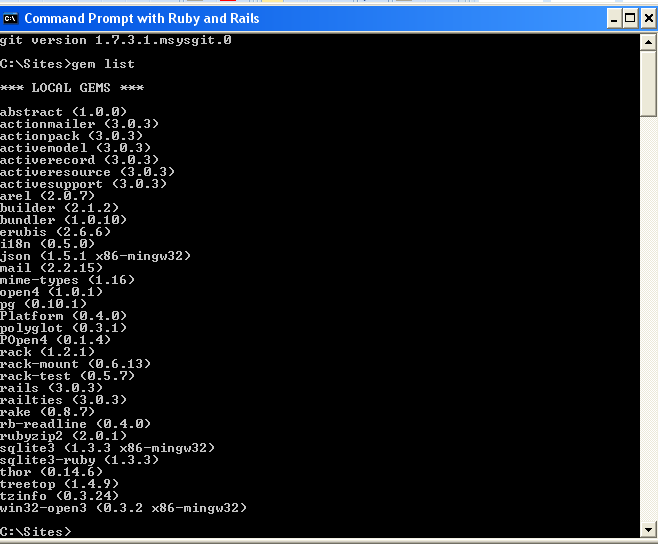 Command Prompt with Ruby and Rails
git version 1.7.3.1.msysgit.0
C:\Sites>gem list
*** LOCAL GEMS ***
abstract (1.0.0)
actionmailer (3.0.3)
actionpack (3.0.3)
activemodel (3.0.3)
activerecord (3.0.3)
activeresource (3.0.3)
activesupport (3.0.3)
arel (2.0.7)
builder (2.1.2)
bundler (1.0.10)
erubis (2.6.6)
i18n (0.5.0)
json (1.5.1 x86-mingw32)
mail (2.2.15)
mime-types (1.16)
open4 (1.0.1)
pg (0.10.1)
Platform (0.4.0)
polyglot (0.3.1)
POpen4 (0.1.4)
rack (1.2.1)
rack-mount (0.6.13)
rack-test (0.5.7)
rails (3.0.3)
railties (3.0.3)
rake (0.8.7)
rb-readline (0.4.0)
rubyzip2 (2.0.1)
sqlite3 (1.3.3 x86-mingw32)
sqlite3-ruby (1.3.3)
thor (0.14.6)
treetop (1.4.9)
tzinfo (0.3.24)
win32-open3 (0.3.2 x86-mingw32)
C:\Sites>